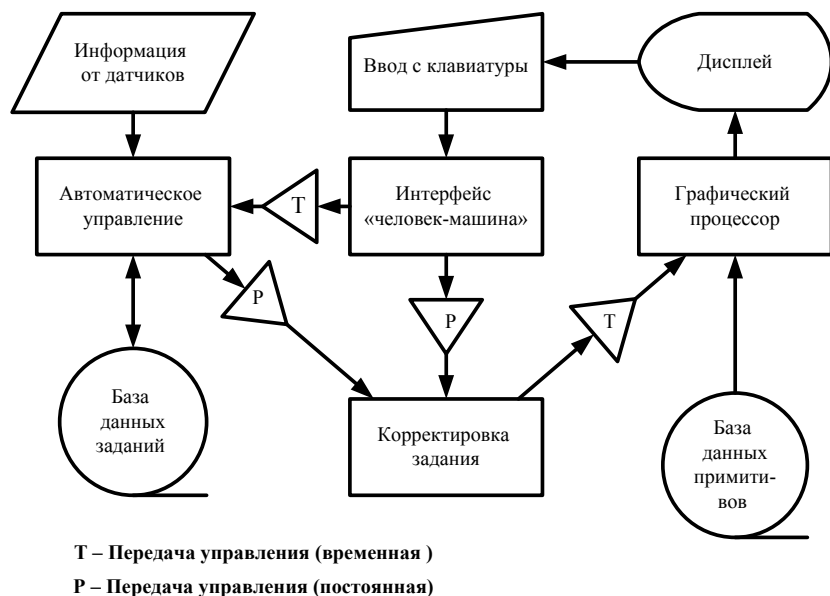 Информация
от датчиков
Ввод с клавиатуры
Дисплей
Автоматическое
управление
Т
Интерфейс
«человек-машина»
Графический
процессор
Р
Р
Т
База
данных
заданий
Корректировка
задания
База
данных
примити-
вов
Т – Передача управления (временная )
Р – Передача управления (постоянная)